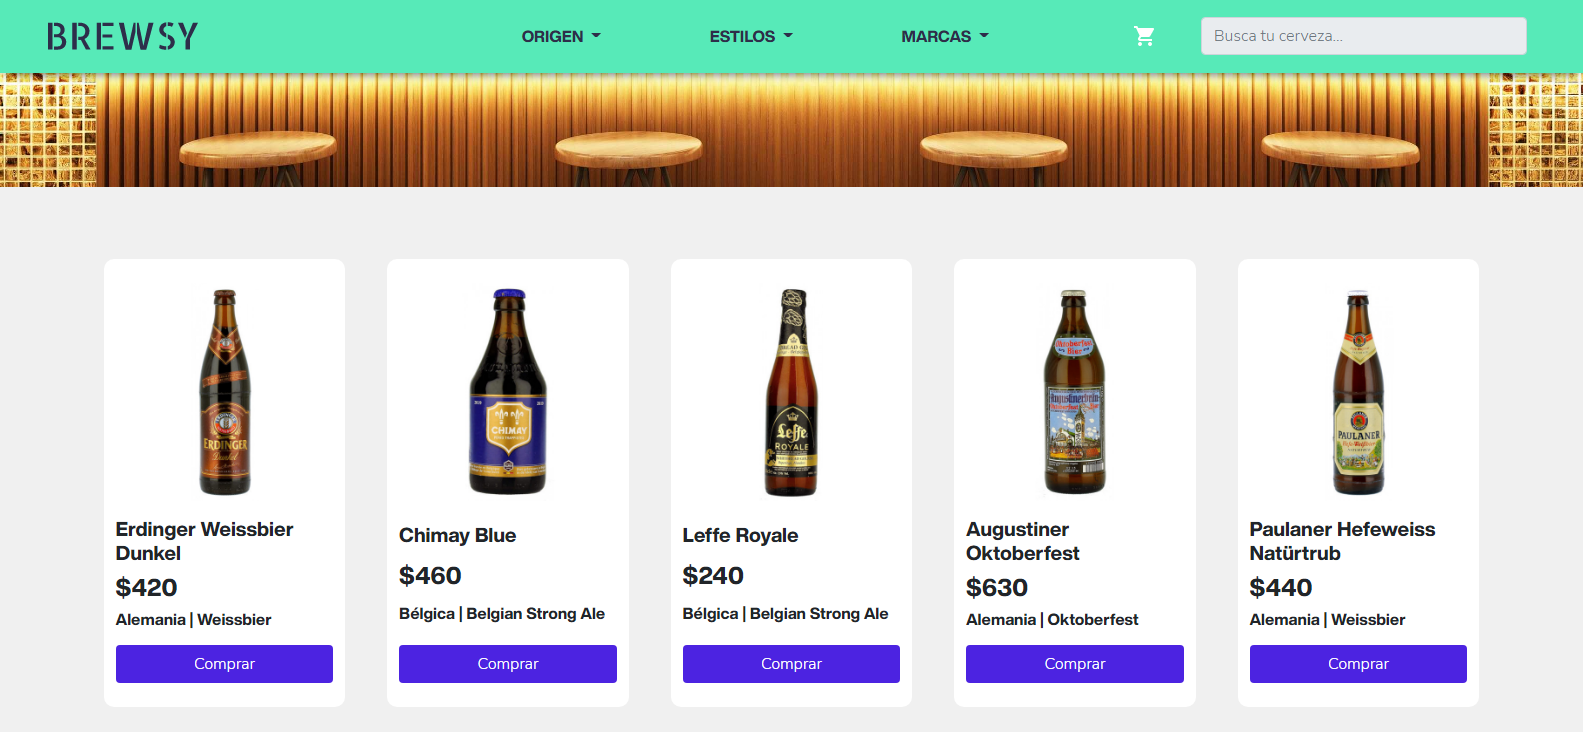 BREWSY
ORIGEN
ESTILOS
MARCAS
Busca tu cerveza...
ERDINGER
Dunkel
CHIMAY
Leffe
ROYALE
Oktoberfest
Bier
Augustinerbräu
PAULANER
Erdinger Weissbier
Dunkel
$420
Alemania | Weissbier
Comprar
Chimay Blue
$460
Bélgica | Belgian Strong Ale
Comprar
Leffe Royale
$240
Bélgica | Belgian Strong Ale
Comprar
Augustiner
Oktoberfest
$630
Alemania | Oktoberfest
Comprar
Paulaner Hefeweiss
Natürtrub
$440
Alemania | Weissbier
Comprar